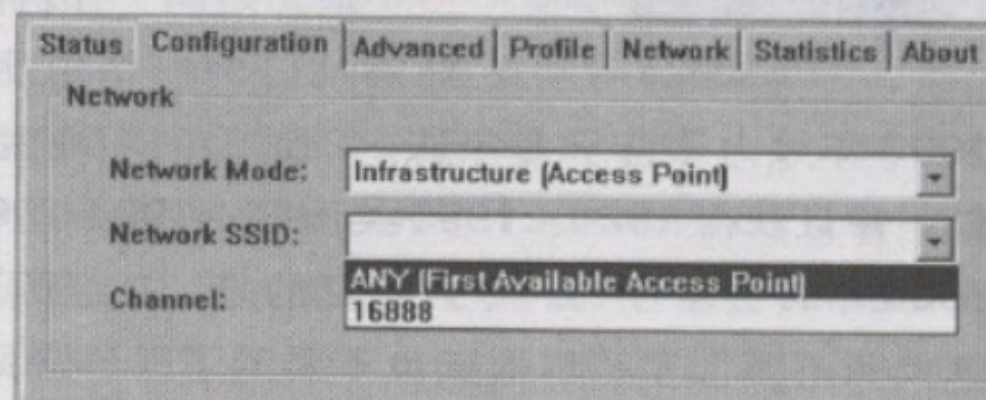 Status Configuration Advanced Profile Network Statistics About
Network
Network Mode: Infrastructure (Access Point)
Network SSID:
ANY (First Available Access Point)
Channel:
16888